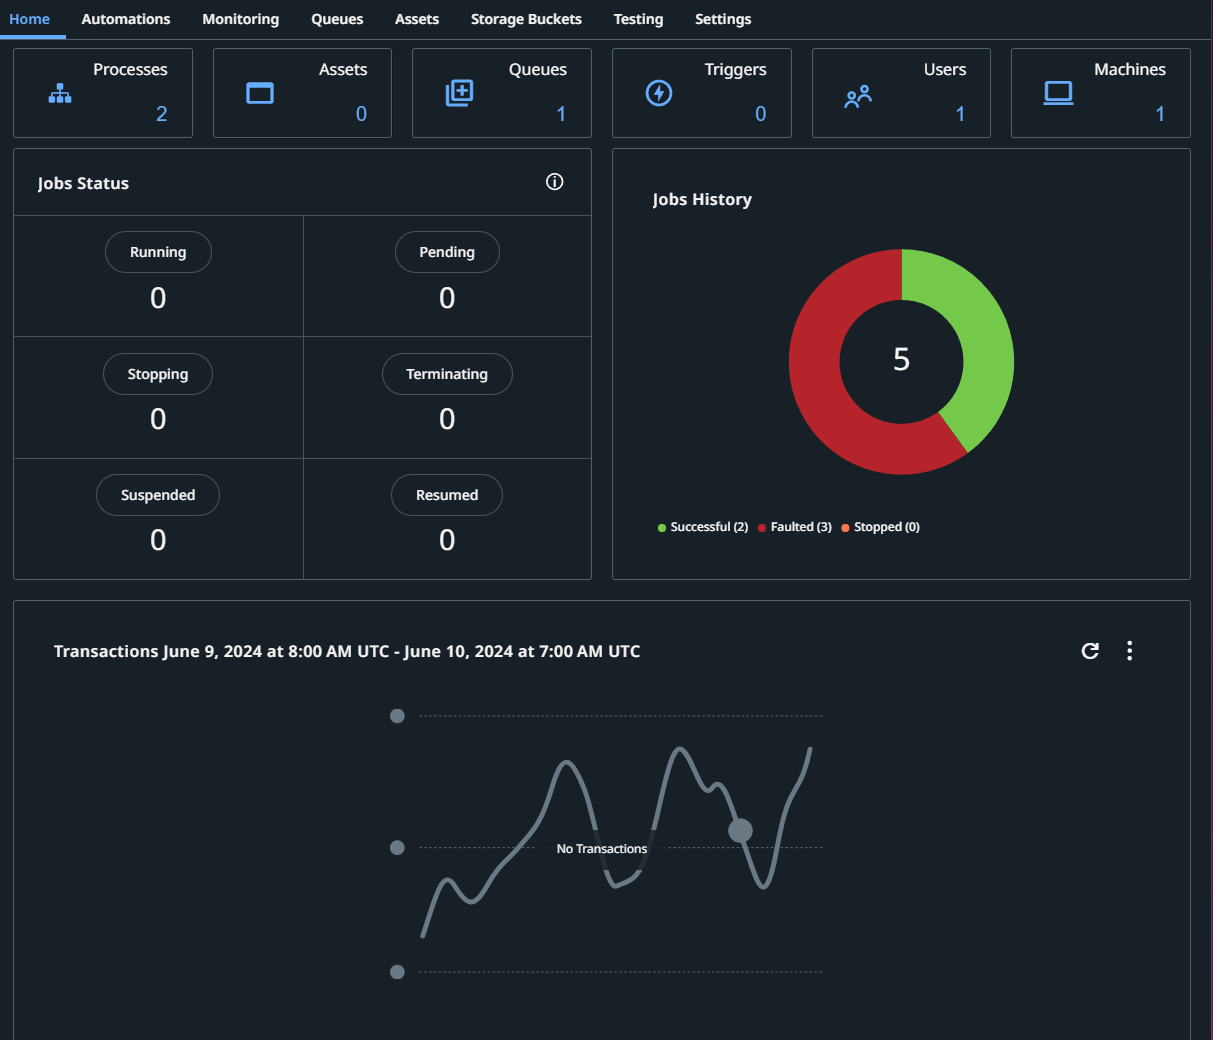 Home Automations Monitoring Queues Assets Storage Buckets Testing Settings
Processes
2
Assets
0
Queues
1
Triggers
0
Users
1
Machines
1
Jobs Status
Running
0
Pending
0
Stopping
0
Terminating
0
Suspended
0
Resumed
0
Jobs History
5
Successful (2) Faulted (3) Stopped (0)
Transactions June 9, 2024 at 8:00 AM UTC - June 10, 2024 at 7:00 AM UTC
No Transactions